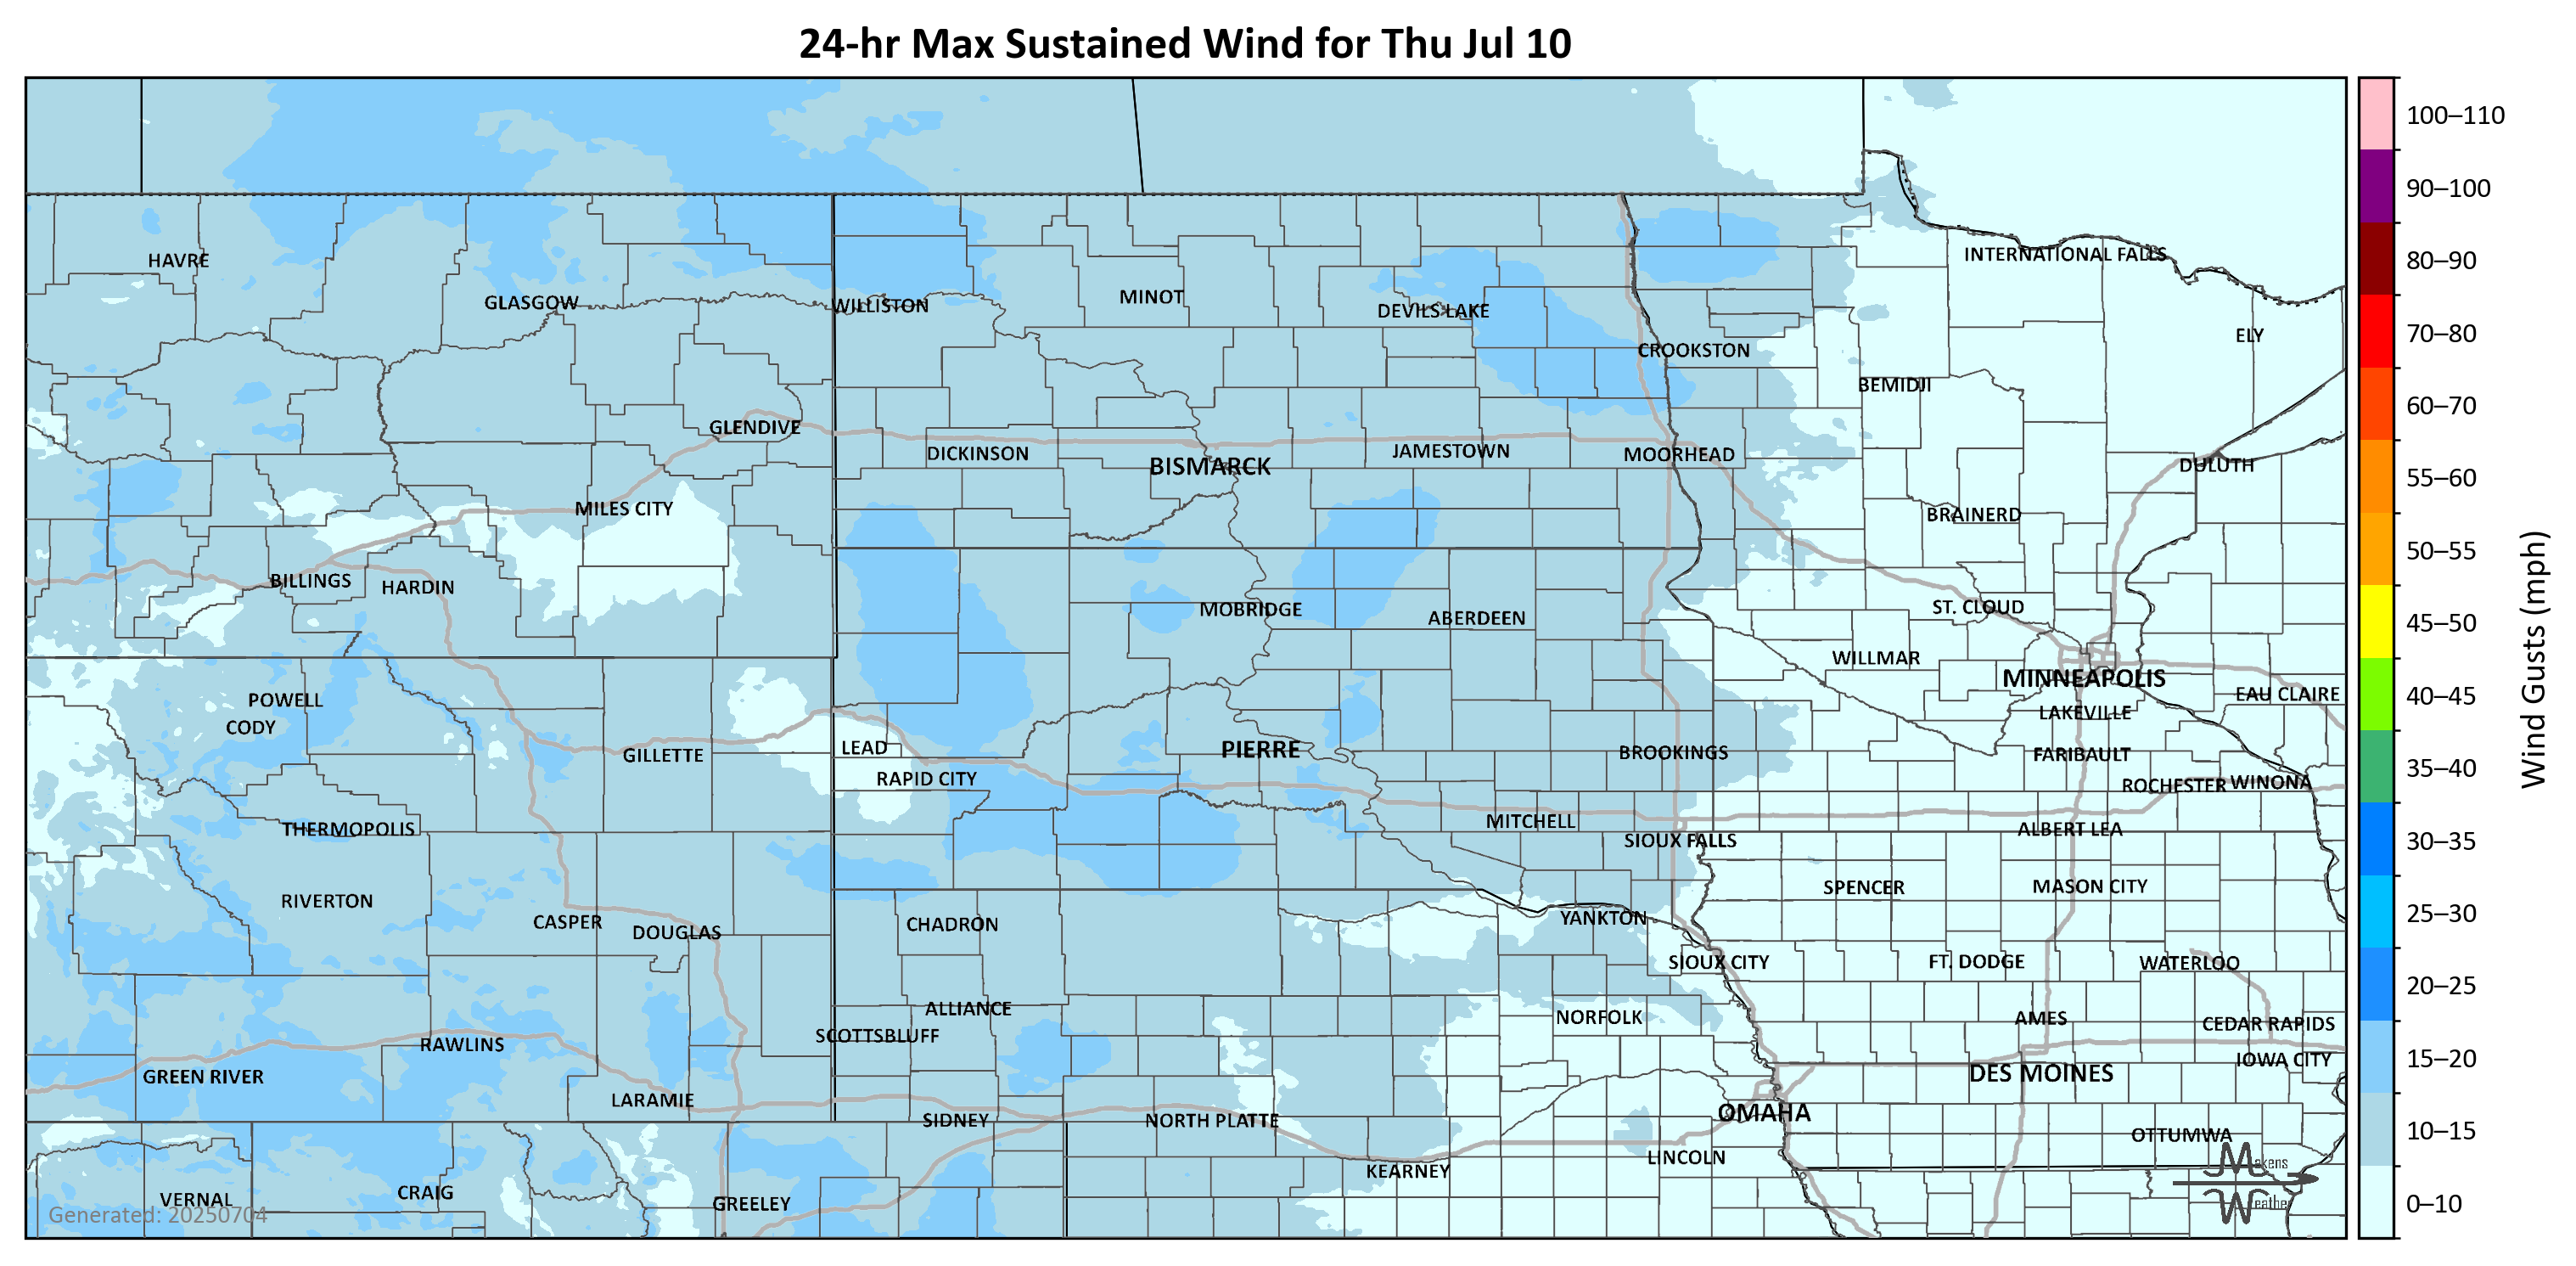 24-hr Max Sustained Wind for Thu Jul 10
100–110
90–100
80–90
70–80
60–70
55–60
50–55
45–50
40–45
35–40
30–35
25–30
20–25
15–20
10–15
0–10
Wind Gusts (mph)
HAVRE
INTERNATIONAL FALLS
GLASGOW
WILLISTON
MINOT
DEVILS LAKE
ELY
CROOKSTON
BEMIDJI
GLENDIVE
DICKINSON
BISMARCK
JAMESTOWN
MOORHEAD
DULUTH
MILES CITY
BRAINERD
BILLINGS
HARDIN
MOBRIDGE
ABERDEEN
ST. CLOUD
WILLMAR
MINNEAPOLIS
EAU CLAIRE
POWELL
CODY
LAKEVILLE
GILLETTE
LEAD
PIERRE
BROOKINGS
FARIBAULT
RAPID CITY
ROCHESTER
WINONA
THERMOPOLIS
MITCHELL
SIOUX FALLS
ALBERT LEA
RIVERTON
SPENCER
MASON CITY
CASPER
DOUGLAS
CHADRON
YANKTON
SIOUX CITY
FT. DODGE
WATERLOO
ALLIANCE
NORFOLK
AMES
CEDAR RAPIDS
SCOTTSBLUFF
RAWLINS
IOWA CITY
GREEN RIVER
DES MOINES
LARAMIE
SIDNEY
NORTH PLATTE
OMAHA
OTTUMWA
KEARNEY
LINCOLN
VERNAL
CRAIG
GREELEY
Makens
Weather
Generated: 20250704